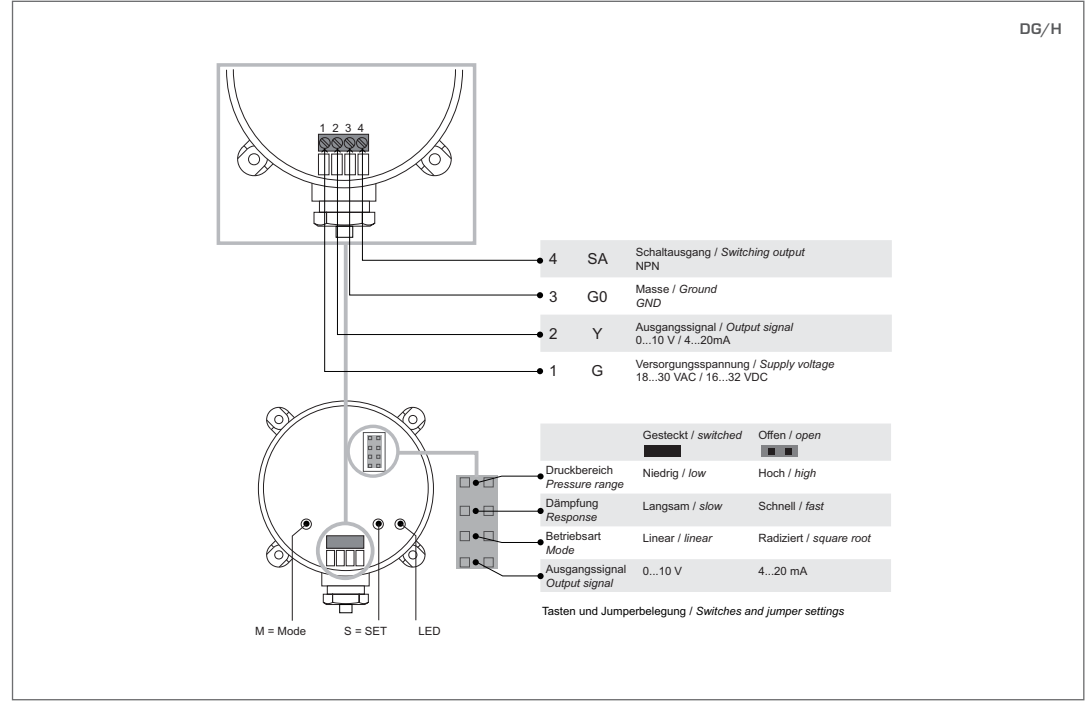 DG/H
1 2 3 4
4 SA Schaltausgang / Switching output
NPN
3 G0 Masse / Ground
GND
2 Y Ausgangssignal / Output signal
0...10 V / 4...20mA
1 G Versorgungsspannung / Supply voltage
18...30 VAC / 16...32 VDC
Gesteckt / switched Offen / open
Druckbereich Niedrig / low Hoch / high
Pressure range
Dämpfung Langsam / slow Schnell / fast
Response
Betriebsart Linear / linear Radiziert / square root
Mode
Ausgangssignal 0...10 V 4...20 mA
Output signal
Tasten und Jumperbelegung / Switches and jumper settings
M = Mode S = SET LED